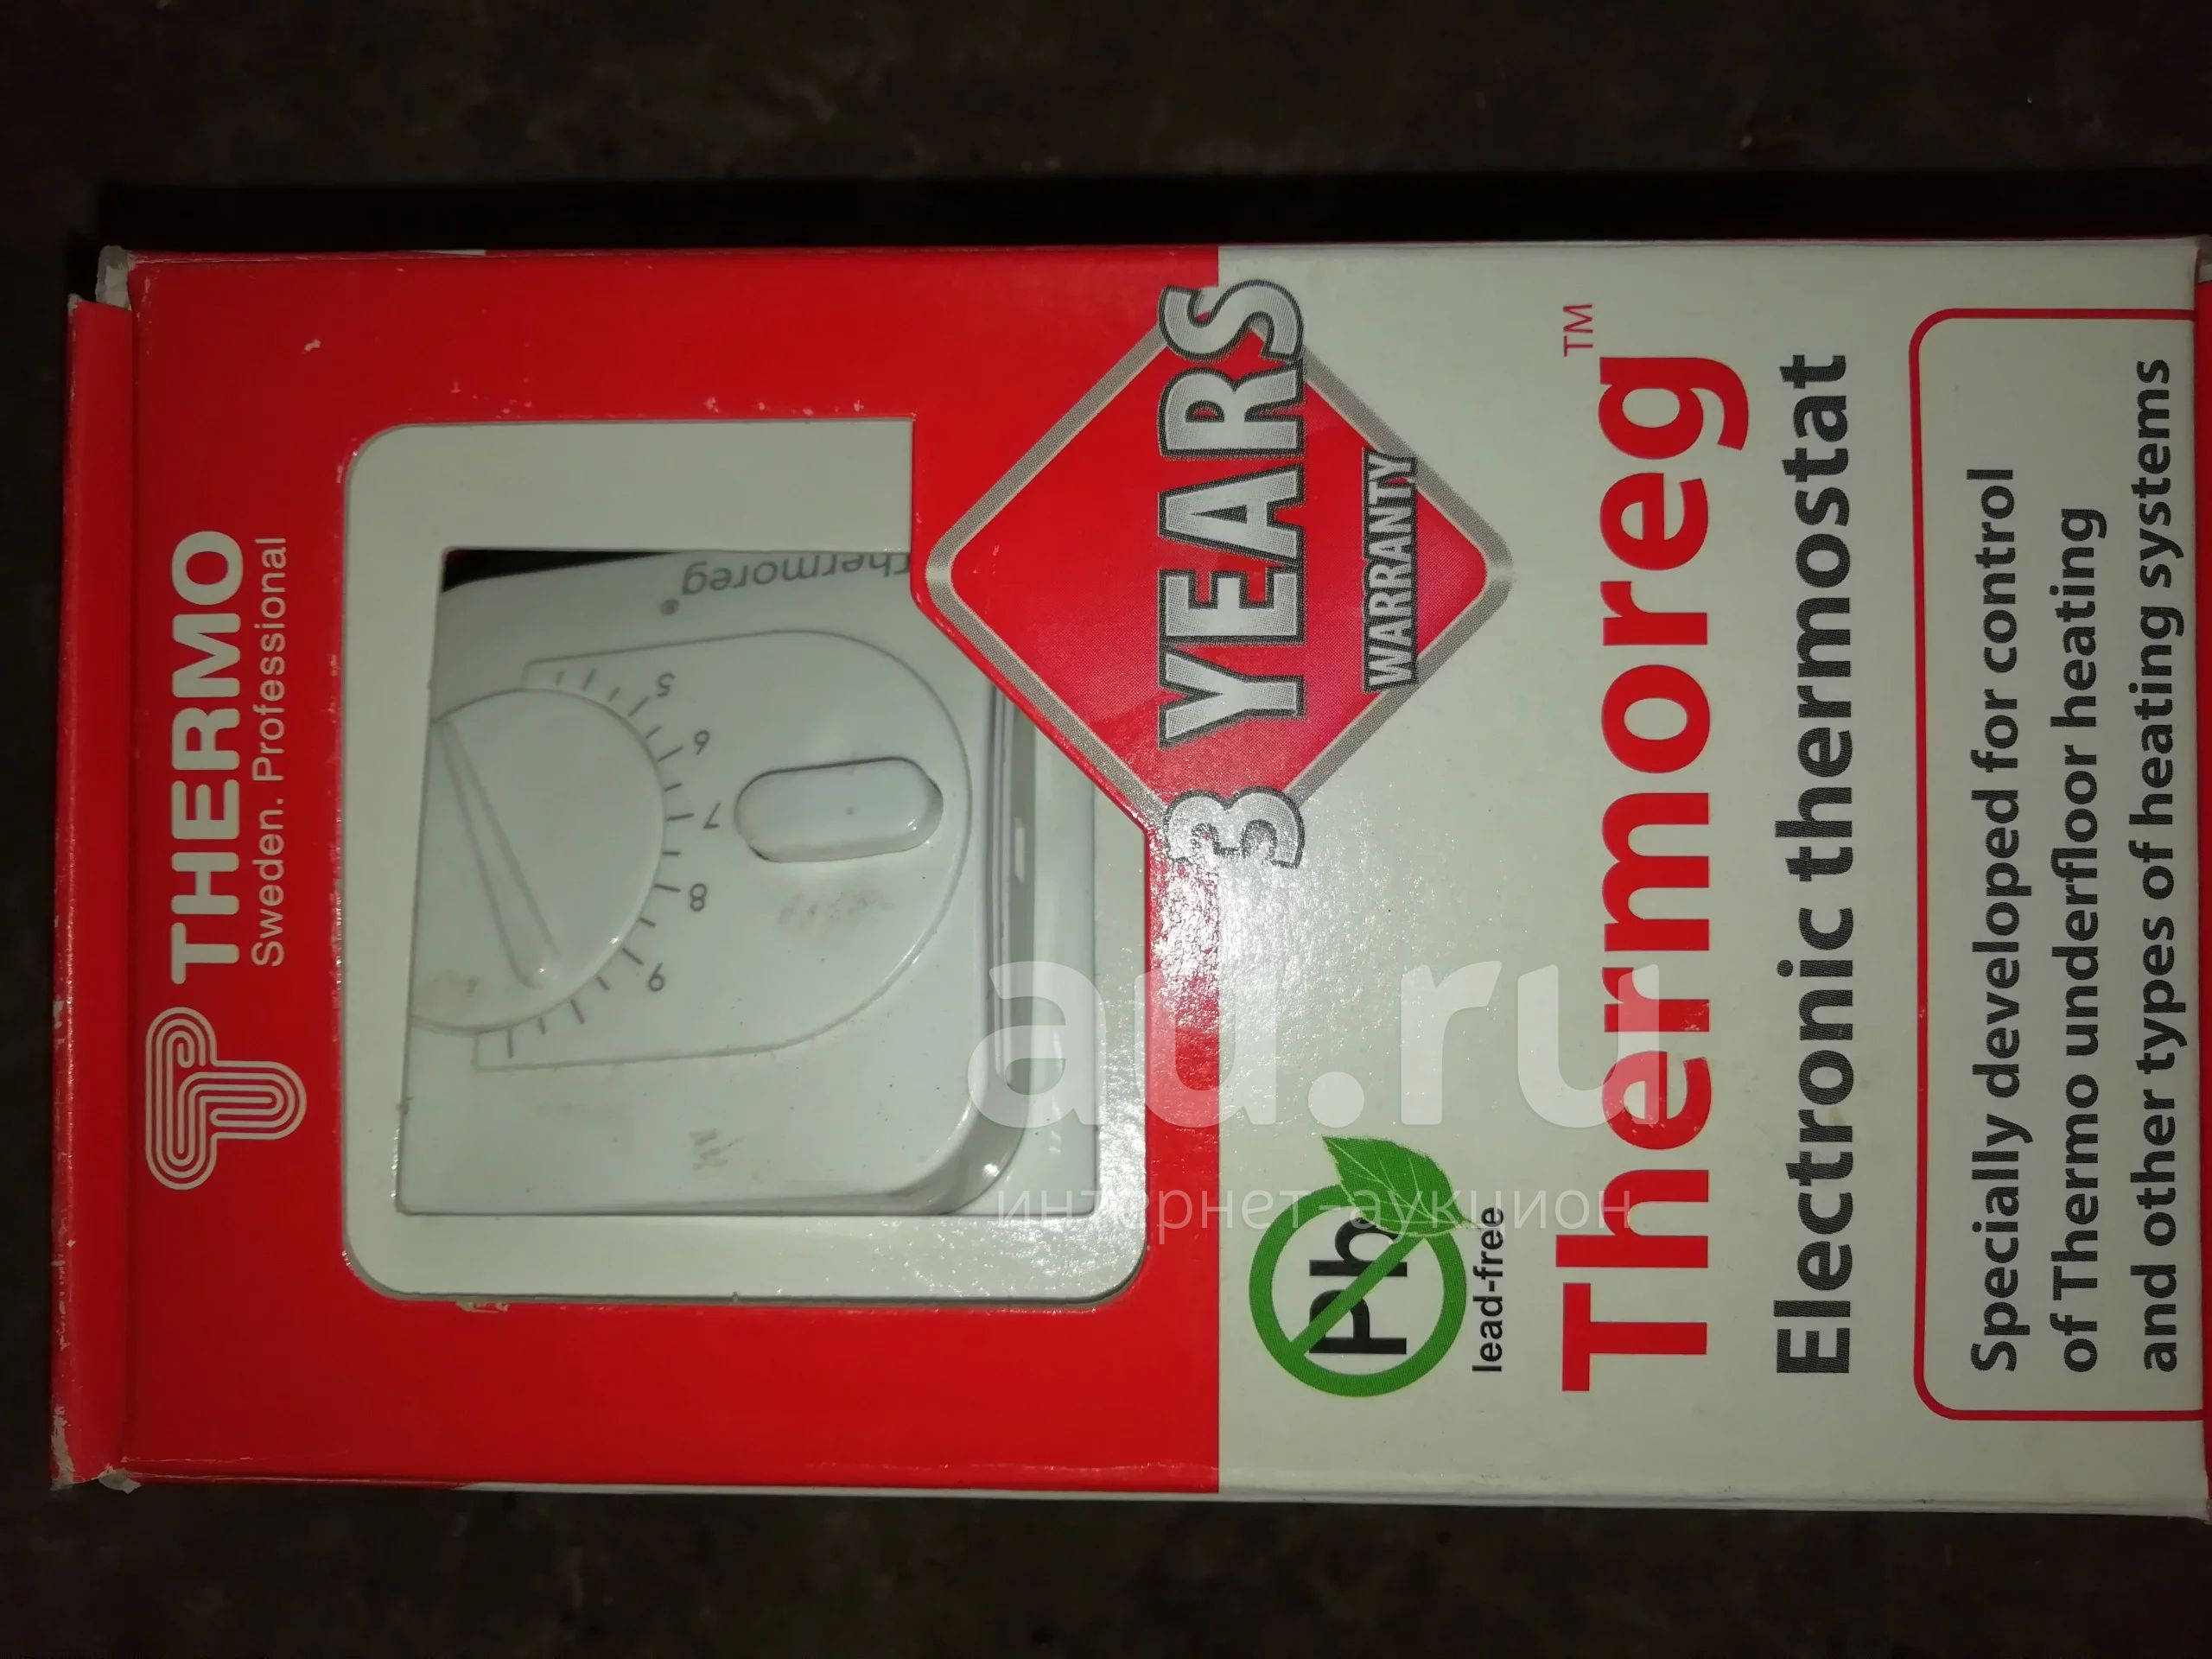 THERMO
Sweden. Professional
thermoreg
®
5
6
7
8
9
3 YEARS
WARRANTY
Pb
lead-free
Thermoreg™
Electronic thermostat
Specially developed for control
of Thermo underfloor heating
and other types of heating systems
au.ru
интернет-аукцион